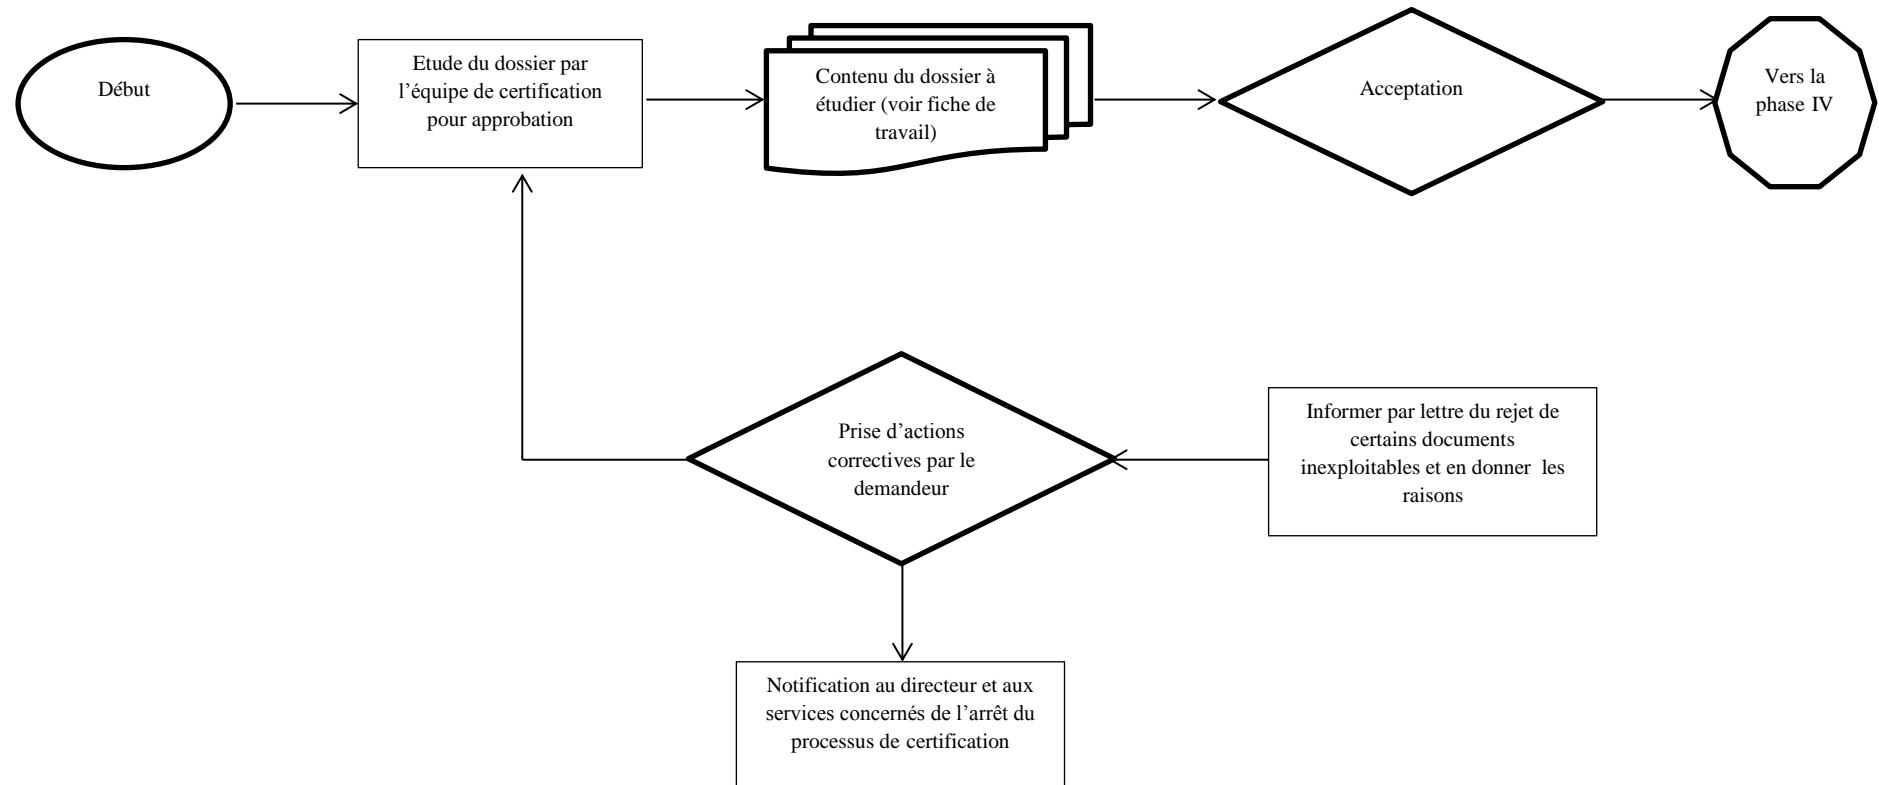 Début
Etude du dossier par
l’équipe de certification
pour approbation
Contenu du dossier à
étudier (voir fiche de
travail)
Acceptation
Vers la
phase IV
Prise d’actions
correctives par le
demandeur
Informer par lettre du rejet de
certains documents
inexploitables et en donner les
raisons
Notification au directeur et aux
services concernés de l’arrêt du
processus de certification